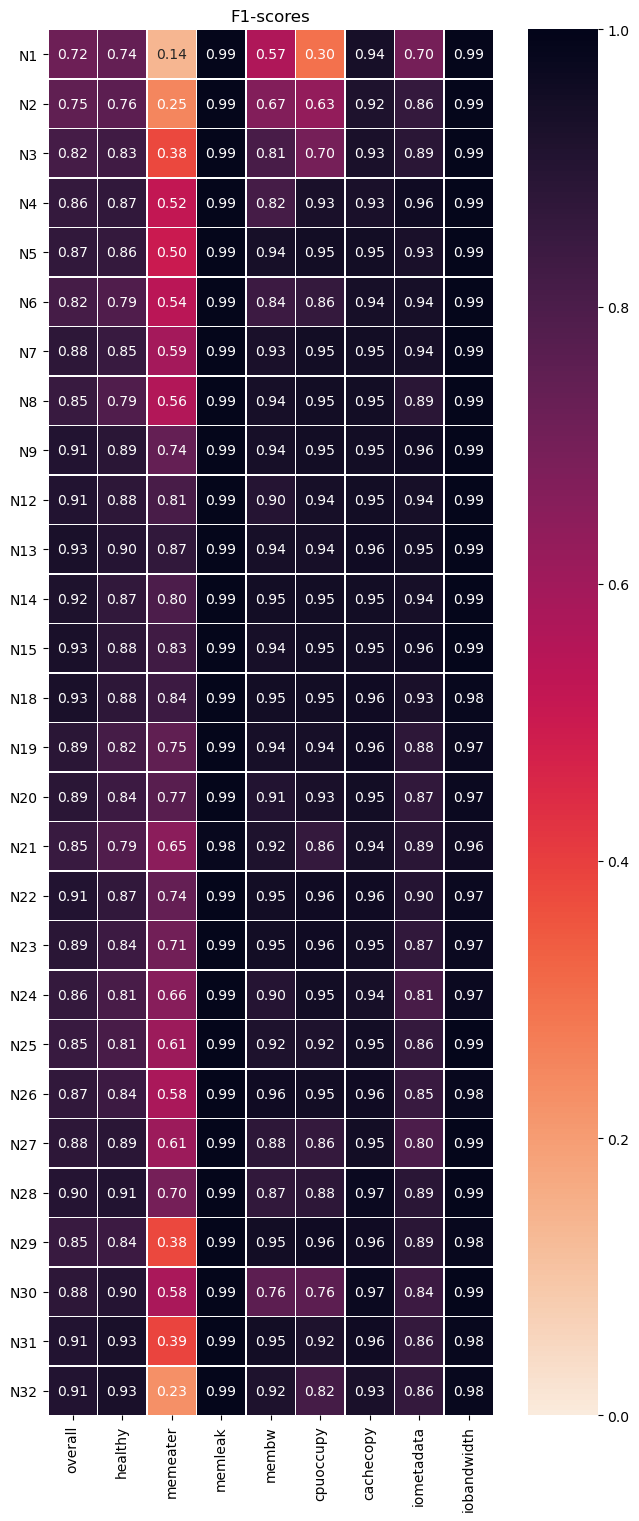 F1-scores
N1 0.72 0.74 0.14 0.99 0.57 0.30 0.94 0.70 0.99
N2 0.75 0.76 0.25 0.99 0.67 0.63 0.92 0.86 0.99
N3 0.82 0.83 0.38 0.99 0.81 0.70 0.93 0.89 0.99
N4 0.86 0.87 0.52 0.99 0.82 0.93 0.93 0.96 0.99
N5 0.87 0.86 0.50 0.99 0.94 0.95 0.95 0.93 0.99
N6 0.82 0.79 0.54 0.99 0.84 0.86 0.94 0.94 0.99
N7 0.88 0.85 0.59 0.99 0.93 0.95 0.95 0.94 0.99
N8 0.85 0.79 0.56 0.99 0.94 0.95 0.95 0.89 0.99
N9 0.91 0.89 0.74 0.99 0.94 0.95 0.95 0.96 0.99
N12 0.91 0.88 0.81 0.99 0.90 0.94 0.95 0.94 0.99
N13 0.93 0.90 0.87 0.99 0.94 0.94 0.96 0.95 0.99
N14 0.92 0.87 0.80 0.99 0.95 0.95 0.95 0.94 0.99
N15 0.93 0.88 0.83 0.99 0.94 0.95 0.95 0.96 0.99
N18 0.93 0.88 0.84 0.99 0.95 0.95 0.96 0.93 0.98
N19 0.89 0.82 0.75 0.99 0.94 0.94 0.96 0.88 0.97
N20 0.89 0.84 0.77 0.99 0.91 0.93 0.95 0.87 0.97
N21 0.85 0.79 0.65 0.98 0.92 0.86 0.94 0.89 0.96
N22 0.91 0.87 0.74 0.99 0.95 0.96 0.96 0.90 0.97
N23 0.89 0.84 0.71 0.99 0.95 0.96 0.95 0.87 0.97
N24 0.86 0.81 0.66 0.99 0.90 0.95 0.94 0.81 0.97
N25 0.85 0.81 0.61 0.99 0.92 0.92 0.95 0.86 0.99
N26 0.87 0.84 0.58 0.99 0.96 0.95 0.96 0.85 0.98
N27 0.88 0.89 0.61 0.99 0.88 0.86 0.95 0.80 0.99
N28 0.90 0.91 0.70 0.99 0.87 0.88 0.97 0.89 0.99
N29 0.85 0.84 0.38 0.99 0.95 0.96 0.96 0.89 0.98
N30 0.88 0.90 0.58 0.99 0.76 0.76 0.97 0.84 0.99
N31 0.91 0.93 0.39 0.99 0.95 0.92 0.96 0.86 0.98
N32 0.91 0.93 0.23 0.99 0.92 0.82 0.93 0.86 0.98
overall healthy memeater memleak membw cpuoccupy cachecopy iometadata iobandwidth
1.0
0.8
0.6
0.4
0.2
0.0